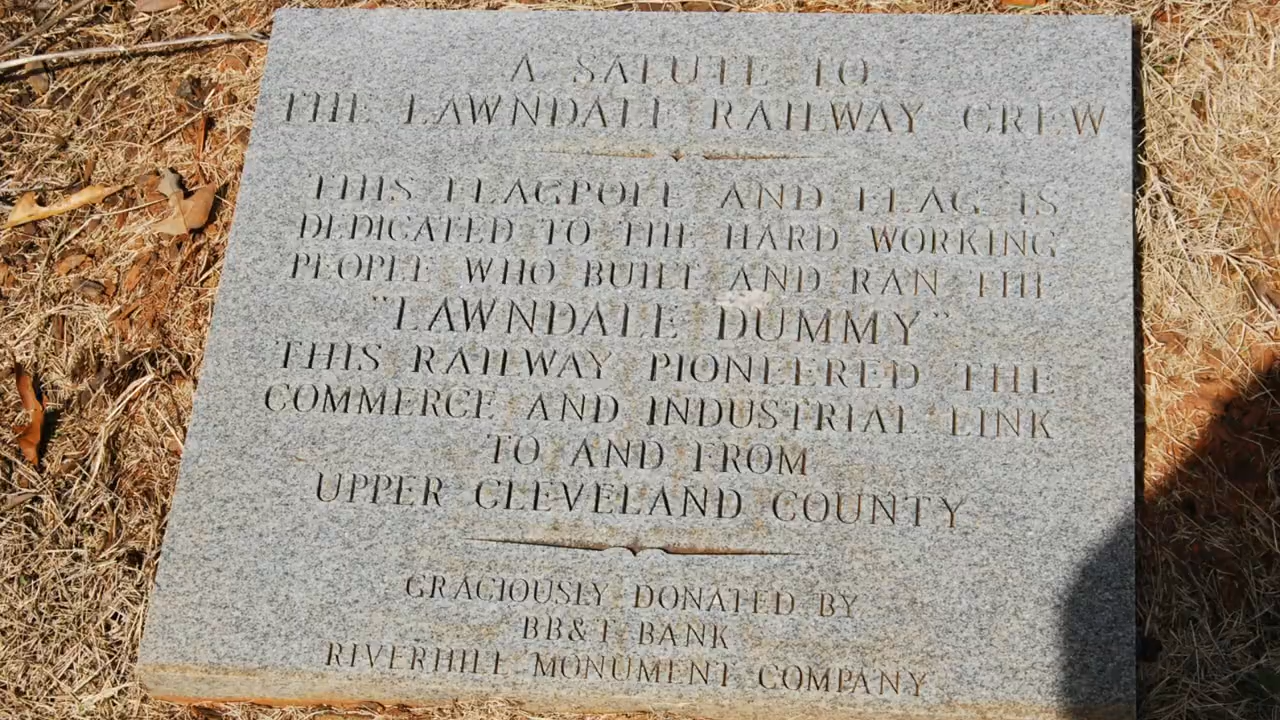 A SALUTE TO
THE LAWNDALE RAILWAY CREW
THIS FLAGPOLE AND FLAG IS
DEDICATED TO THE HARD WORKING
PEOPLE WHO BUILT AND RAN THE
"LAWNDALE DUMMY"
THIS RAILWAY PIONEERED THE
COMMERCE AND INDUSTRIAL LINK
TO AND FROM
UPPER CLEVELAND COUNTY
GRACIOUSLY DONATED BY
BB&T BANK
RIVERHILL MONUMENT COMPANY